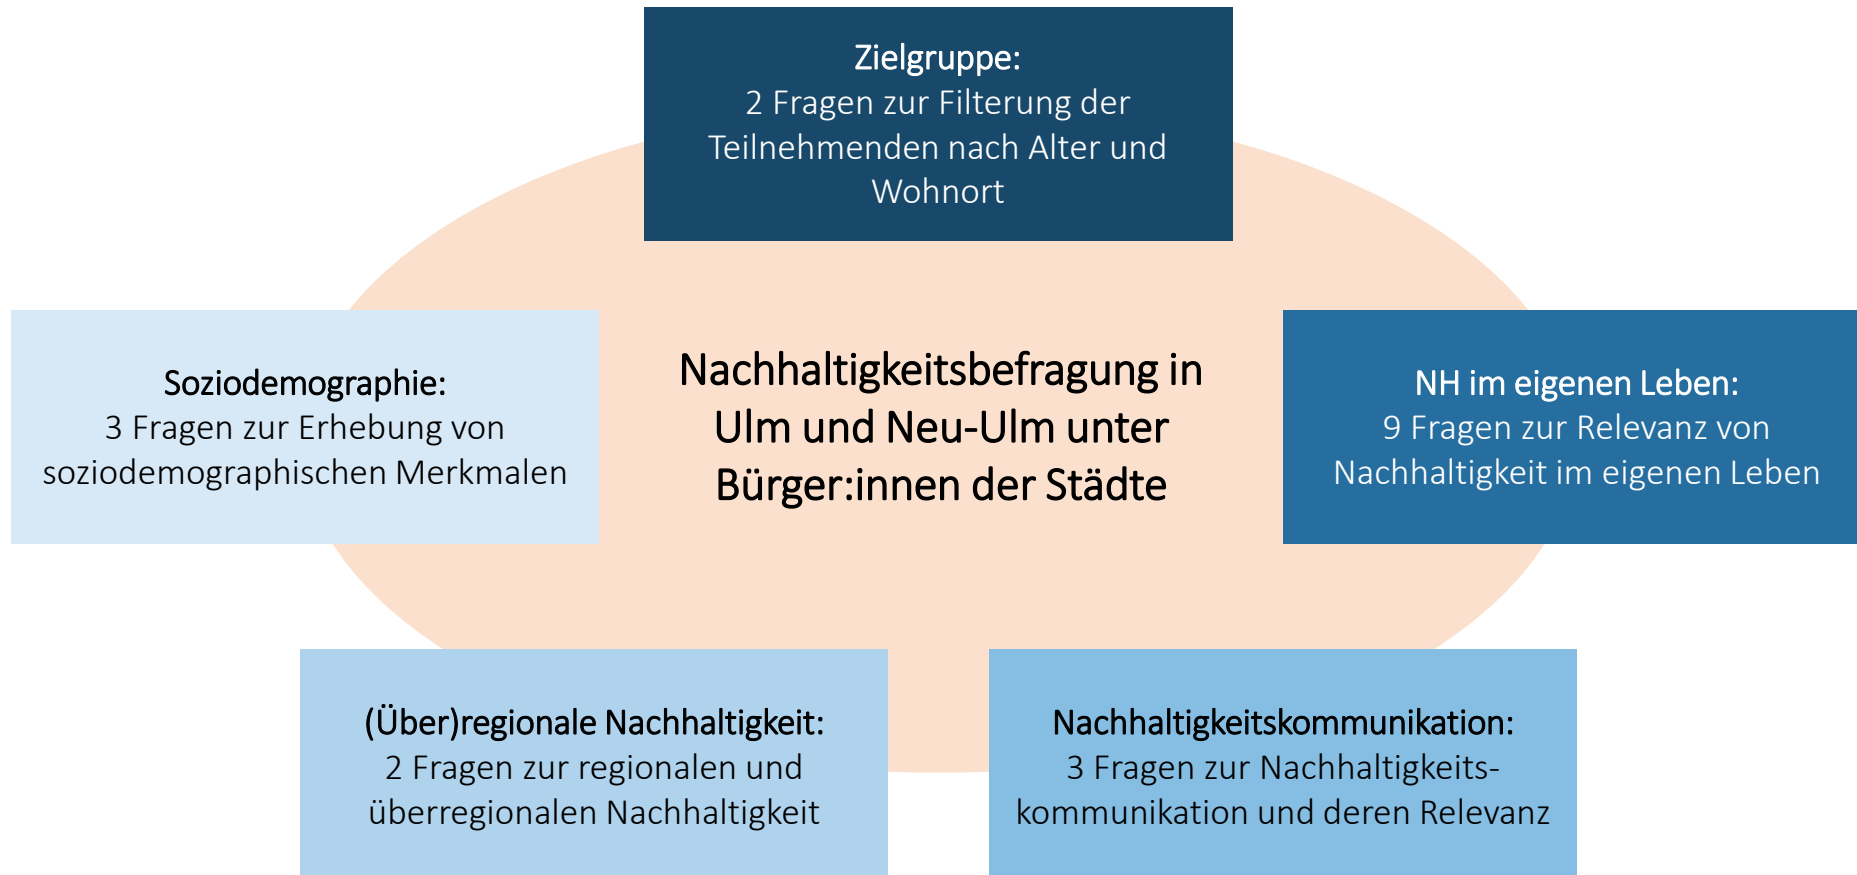 Zielgruppe:
2 Fragen zur Filterung der
Teilnehmenden nach Alter und
Wohnort
Soziodemographie:
3 Fragen zur Erhebung von
soziodemographischen Merkmalen
Nachhaltigkeitsbefragung in
Ulm und Neu-Ulm unter
Bürger:innen der Städte
NH im eigenen Leben:
9 Fragen zur Relevanz von
Nachhaltigkeit im eigenen Leben
(Über)regionale Nachhaltigkeit:
2 Fragen zur regionalen und
überregionalen Nachhaltigkeit
Nachhaltigkeitskommunikation:
3 Fragen zur Nachhaltigkeits-
kommunikation und deren Relevanz